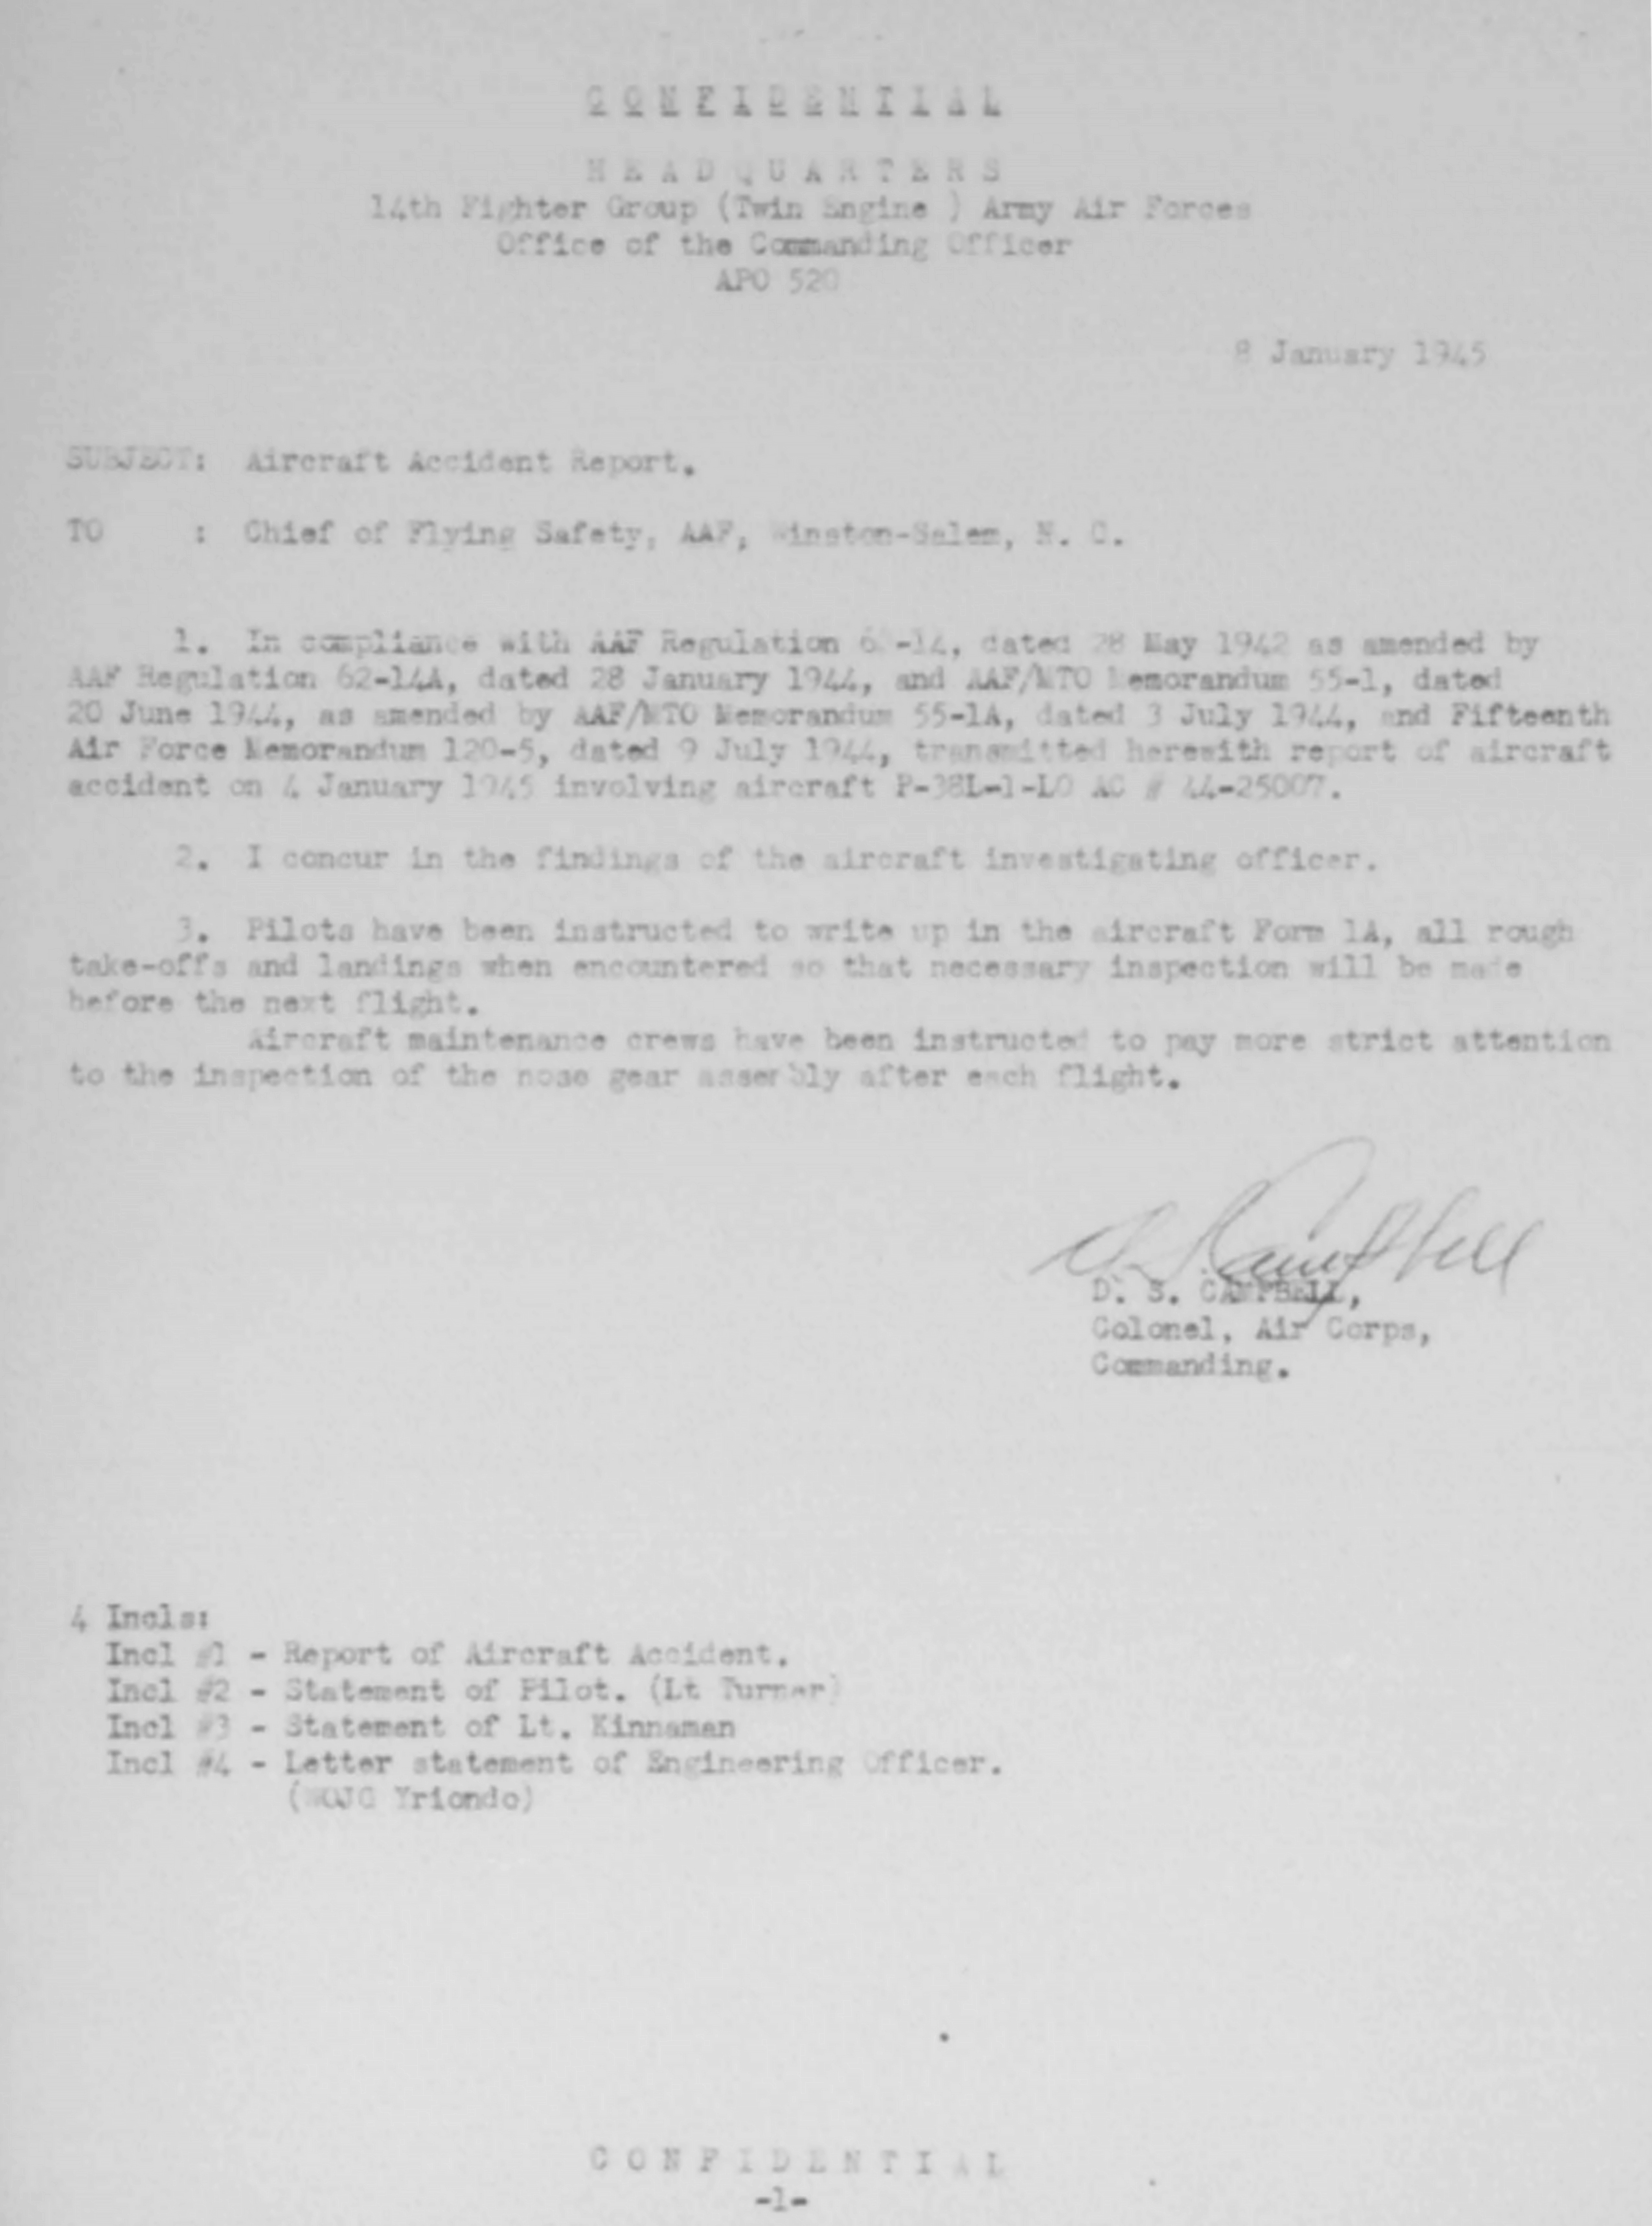 C O N F I D E N T I A L
H E A D Q U A R T E R S
14th Fighter Group (Twin Engine ) Army Air Forces
Office of the Commanding Officer
APO 520
8 January 1945
SUBJECT: Aircraft Accident Report.
TO : Chief of Flying Safety, AAF, Winston-Salem, N. C.
1. In compliance with AAF Regulation 62-14, dated 28 May 1942 as amended by
AAF Regulation 62-14A, dated 28 January 1944, and AAF/MTO Memorandum 55-1, dated
20 June 1944, as amended by AAF/MTO Memorandum 55-1A, dated 3 July 1944, and Fifteenth
Air Force Memorandum 120-5, dated 9 July 1944, transmitted herewith report of aircraft
accident on 4 January 1945 involving aircraft P-38L-1-LO AC # 44-25007.
2. I concur in the findings of the aircraft investigating officer.
3. Pilots have been instructed to write up in the aircraft Form 1A, all rough
take-offs and landings when encountered so that necessary inspection will be made
before the next flight.
Aircraft maintenance crews have been instructed to pay more strict attention
to the inspection of the nose gear assembly after each flight.
D S Campbell
D. S. CAMPBELL,
Colonel, Air Corps,
Commanding.
4 Incls:
Incl #1 - Report of Aircraft Accident.
Incl #2 - Statement of Pilot. (Lt Turner)
Incl #3 - Statement of Lt. Kinnaman
Incl #4 - Letter statement of Engineering Officer.
(WOJG Yriondo)
C O N F I D E N T I A L
-1-